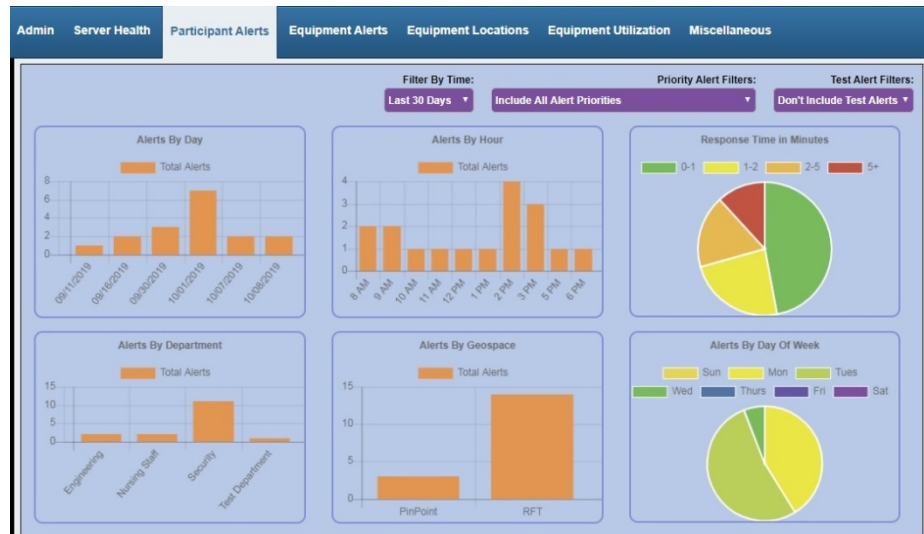 Admin Server Health Participant Alerts Equipment Alerts Equipment Locations Equipment Utilization Miscellaneous
Filter By Time: Priority Alert Filters: Test Alert Filters:
Last 30 Days Include All Alert Priorities Don't Include Test Alerts
Alerts By Day
Total Alerts
8
6
4
2
0
09/11/2019 09/16/2019 09/30/2019 10/01/2019 10/07/2019 10/08/2019
Alerts By Hour
Total Alerts
4
3
2
1
0
8 AM 9 AM 10 AM 11 AM 12 PM 1 PM 2 PM 3 PM 5 PM 6 PM
Response Time in Minutes
0-1 1-2 2-5 5+
Alerts By Department
Total Alerts
15
10
5
0
Engineering Nursing Staff Security Test Department
Alerts By Geospace
Total Alerts
15
10
5
0
PinPoint RFT
Alerts By Day Of Week
Sun Mon Tues
Wed Thurs Fri Sat